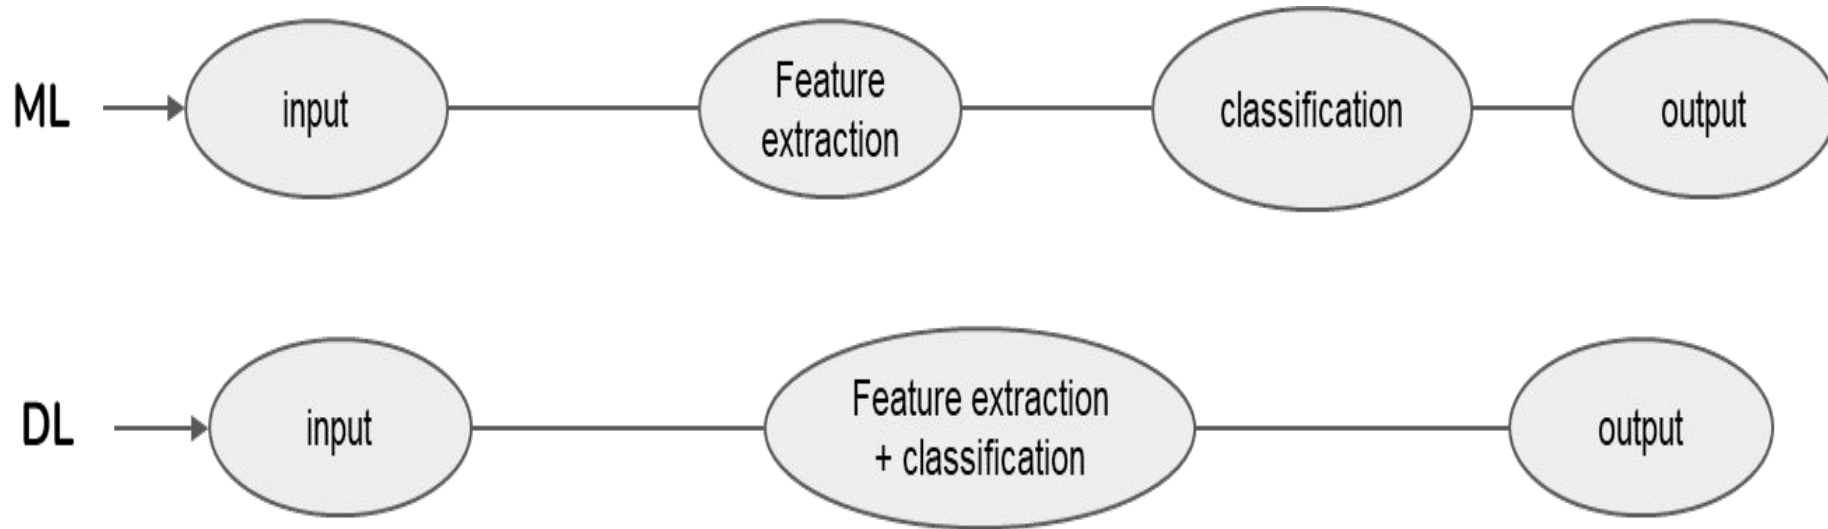 ML
input
Feature
extraction
classification
output
DL
input
Feature extraction
+ classification
output